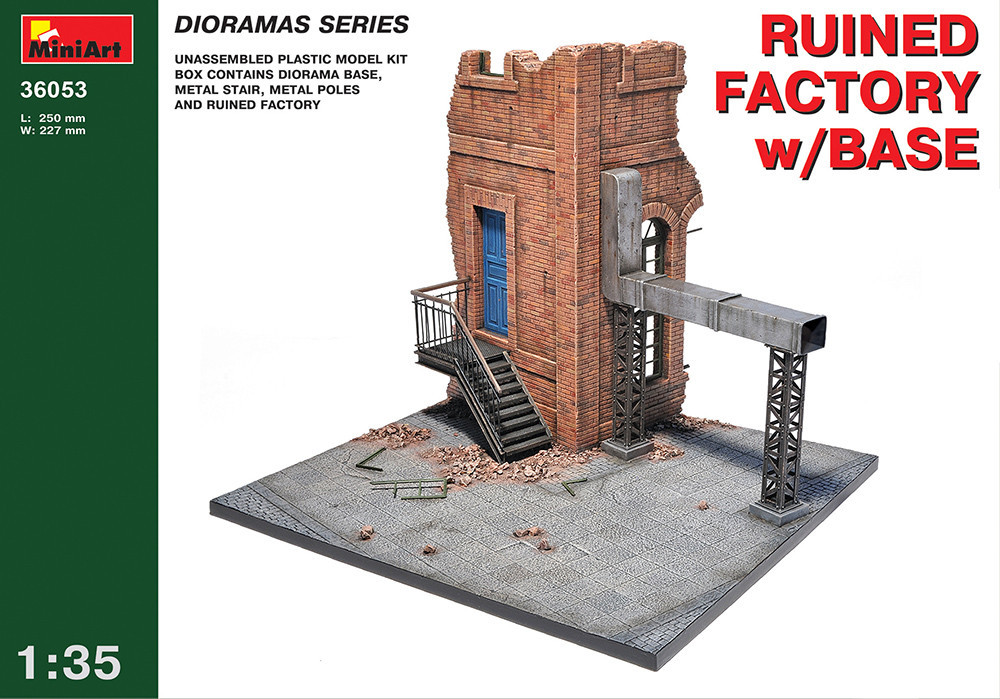 MiniArt
36053
L: 250 mm
W: 227 mm
DIORAMAS SERIES
UNASSEMBLED PLASTIC MODEL KIT
BOX CONTAINS DIORAMA BASE,
METAL STAIR, METAL POLES
AND RUINED FACTORY
RUINED
FACTORY
w/BASE
1:35